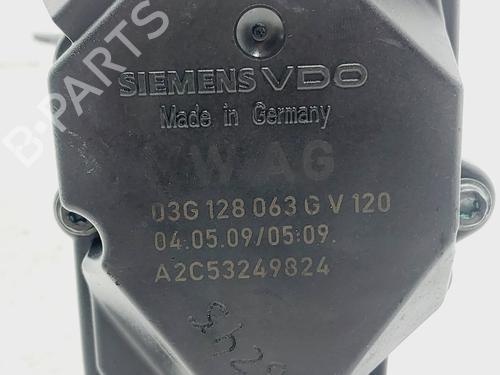 B-PARTS
SIEMENS VDO
Made in Germany
VW AG
03G 128 063 G V 120
04.05.09/05:09.
A2C53249824